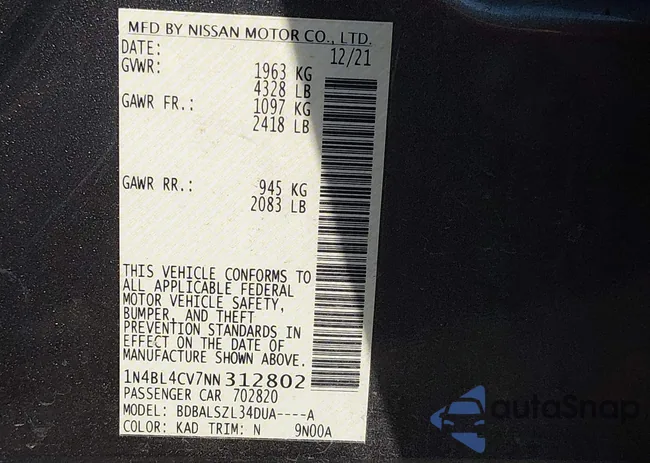 MFD BY NISSAN MOTOR CO., LTD.
DATE: 12/21
GVWR: 1963 KG
4328 LB
GAWR FR.: 1097 KG
2418 LB
GAWR RR.: 945 KG
2083 LB
THIS VEHICLE CONFORMS TO
ALL APPLICABLE FEDERAL
MOTOR VEHICLE SAFETY,
BUMPER, AND THEFT
PREVENTION STANDARDS IN
EFFECT ON THE DATE OF
MANUFACTURE SHOWN ABOVE.
1N4BL4CV7NN312802
PASSENGER CAR 702820
MODEL: BDBALSZL34DUA----A
COLOR: KAD TRIM: N 9N00A
autoSnap